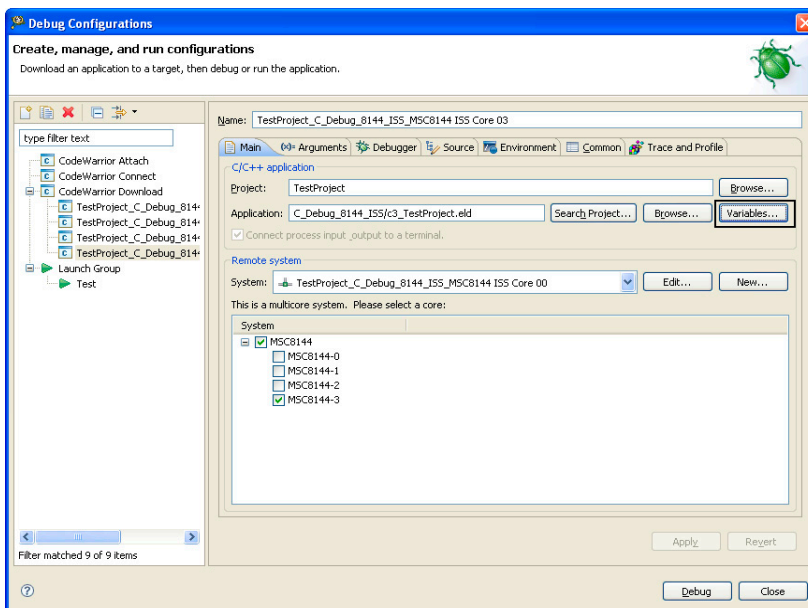 Debug Configurations
Create, manage, and run configurations
Download an application to a target, then debug or run the application.
type filter text
CodeWarrior Attach
CodeWarrior Connect
CodeWarrior Download
TestProject_C_Debug_8144
TestProject_C_Debug_8144
TestProject_C_Debug_8144
TestProject_C_Debug_8144
Launch Group
Test
Filter matched 9 of 9 items
Name: TestProject_C_Debug_8144_ISS_MSC8144 ISS Core 03
Main Arguments Debugger Source Environment Common Trace and Profile
C/C++ application
Project: TestProject Browse...
Application: C_Debug_8144_ISS/c3_TestProject.eld Search Project... Browse... Variables...
Connect process input output to a terminal.
Remote system
System: TestProject_C_Debug_8144_ISS_MSC8144 ISS Core 00 Edit... New...
This is a multicore system. Please select a core:
System
MSC8144
MSC8144-0
MSC8144-1
MSC8144-2
MSC8144-3
Apply Revert
Debug Close